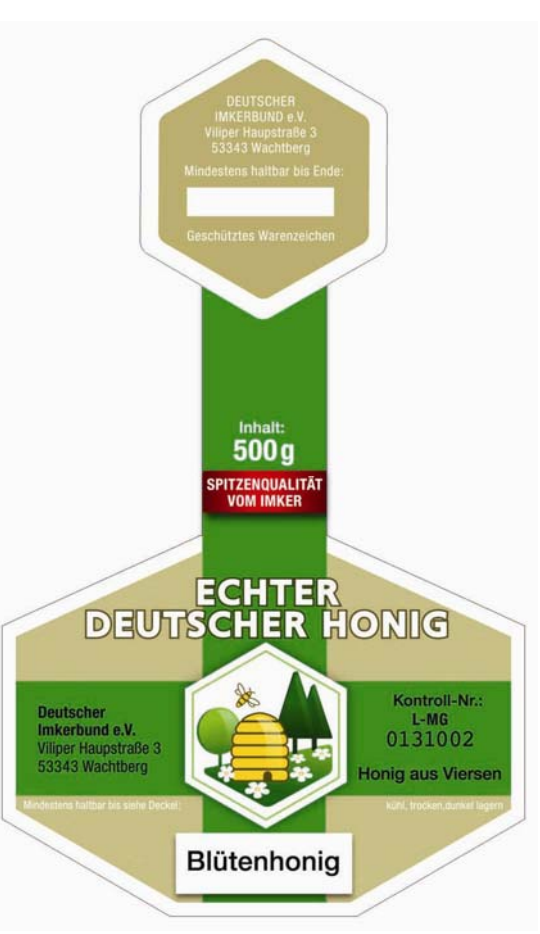 DEUTSCHER
IMKERBUND e.V.
Viliper Haupstraße 3
53343 Wachtberg
Mindestens haltbar bis Ende:
Geschütztes Warenzeichen
Inhalt:
500 g
SPITZENQUALITÄT
VOM IMKER
ECHTER
DEUTSCHER HONIG
Deutscher
Imkerbund e.V.
Viliper Haupstraße 3
53343 Wachtberg
Kontroll-Nr.:
L-MG
0131002
Honig aus Viersen
Mindestens haltbar bis siehe Deckel:
kühl, trocken,dunkel lagern
Blütenhonig